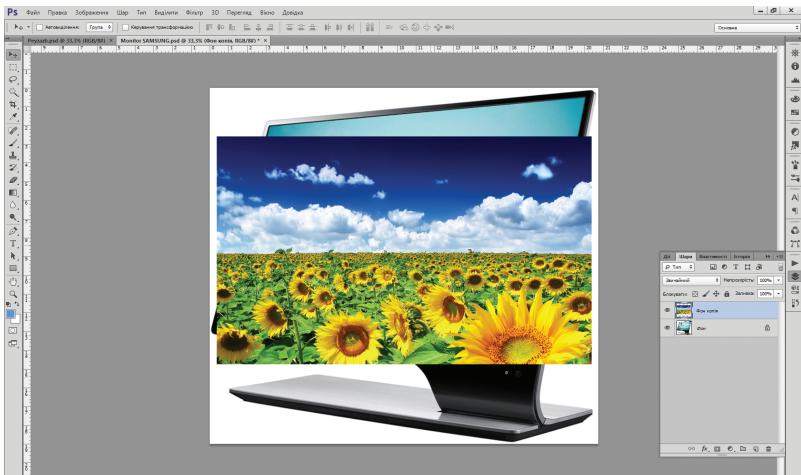 Ps Файл Правка Зображення Шар Тип Виділити Фільтр 3D Перегляд Вікно Довідка
Автовиділення: Група Керування трансформацією Основне
Peyzazh.psd @ 33,3% (RGB/8#) × Monitor SAMSUNG.psd @ 33,3% (Фон копія, RGB/8#) * ×
Дії Шари Властивості Історія
Тип
Звичайний Непрозорість: 100%
Блокувати: Заливка: 100%
Фон копія
Фон